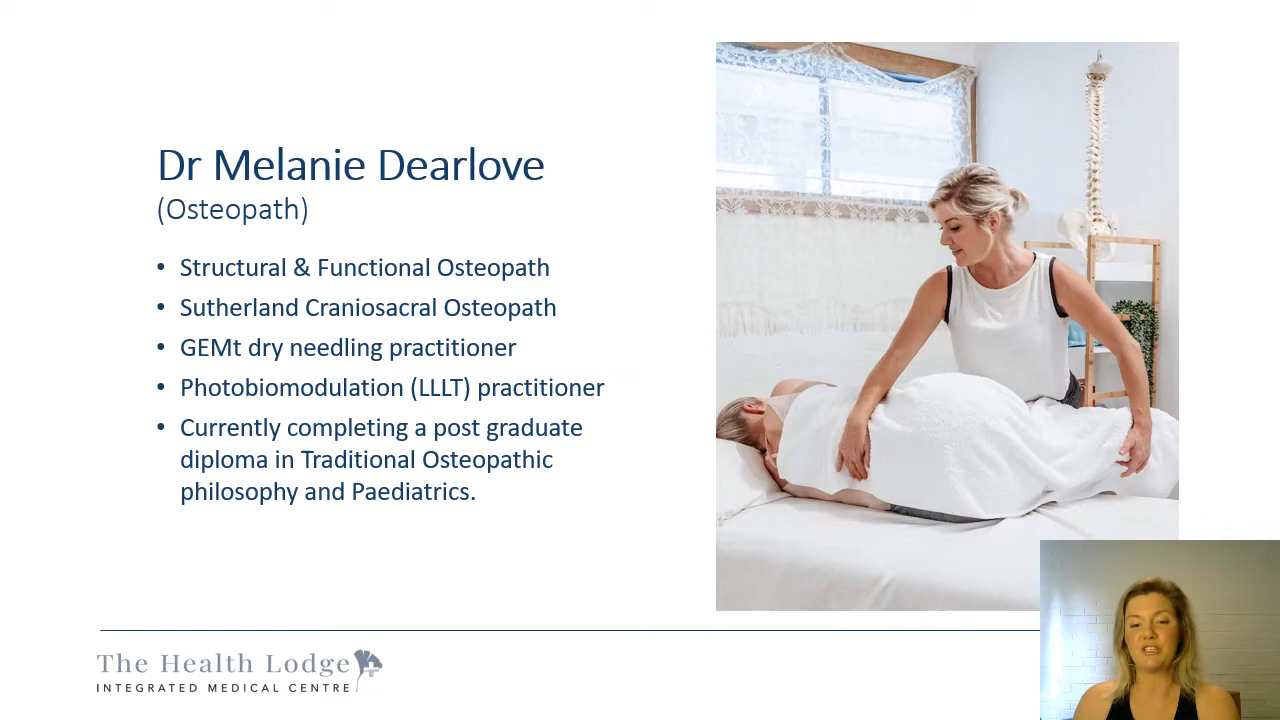 Dr Melanie Dearlove
(Osteopath)
• Structural & Functional Osteopath
• Sutherland Craniosacral Osteopath
• GEMt dry needling practitioner
• Photobiomodulation (LLLT) practitioner
• Currently completing a post graduate
diploma in Traditional Osteopathic
philosophy and Paediatrics.
The Health Lodge
INTEGRATED MEDICAL CENTRE